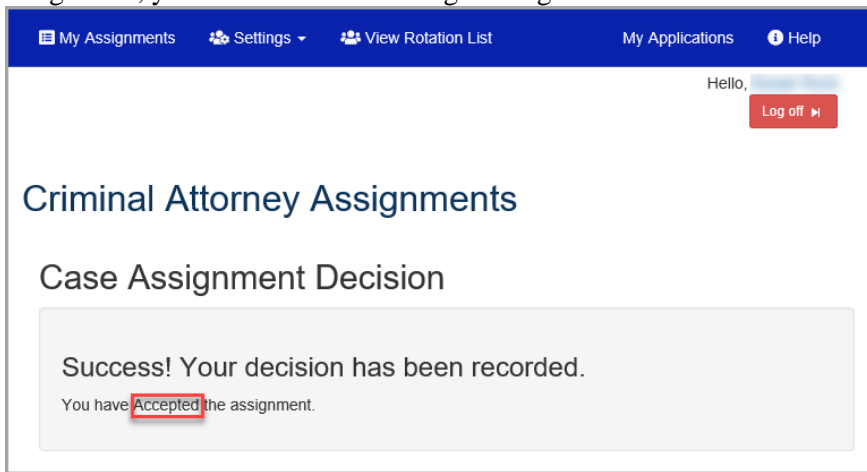 My Assignments Settings View Rotation List My Applications Help
Hello,
Log off
Criminal Attorney Assignments
Case Assignment Decision
Success! Your decision has been recorded.
You have Accepted the assignment.